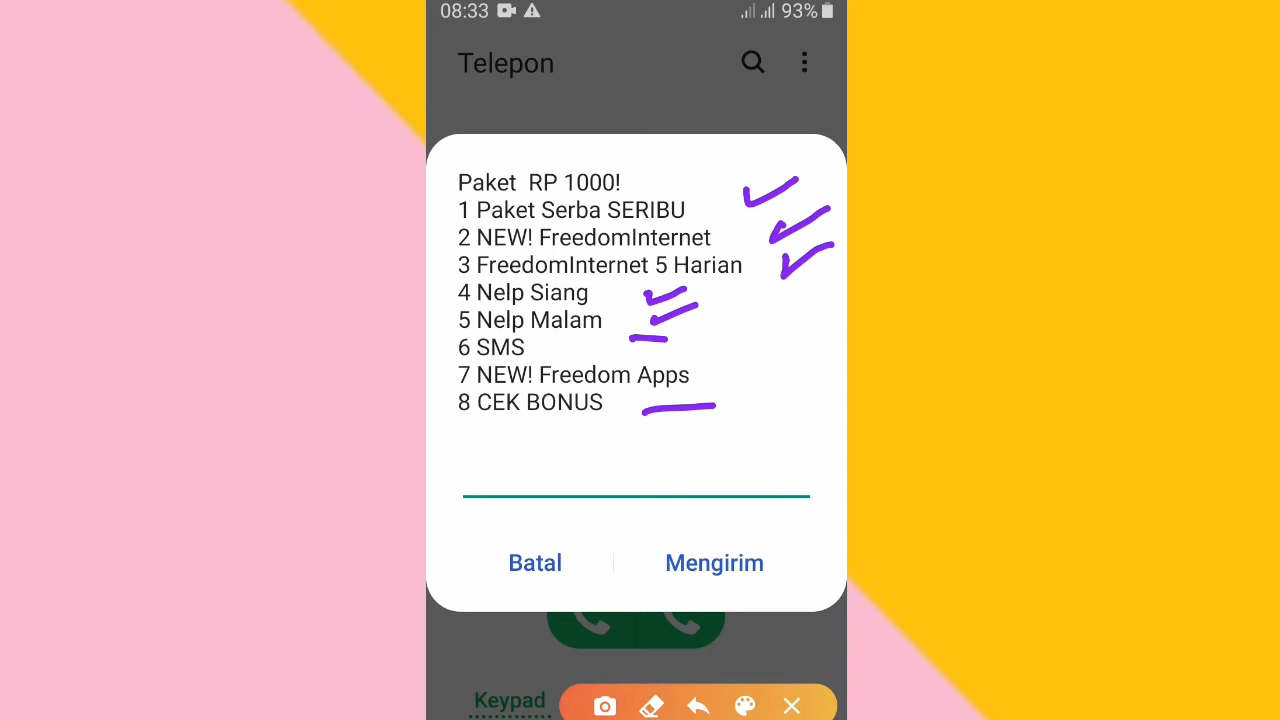 08:33
93%
Telepon
Paket RP 1000!
1 Paket Serba SERIBU
2 NEW! FreedomInternet
3 FreedomInternet 5 Harian
4 Nelp Siang
5 Nelp Malam
6 SMS
7 NEW! Freedom Apps
8 CEK BONUS
Batal
Mengirim
Keypad